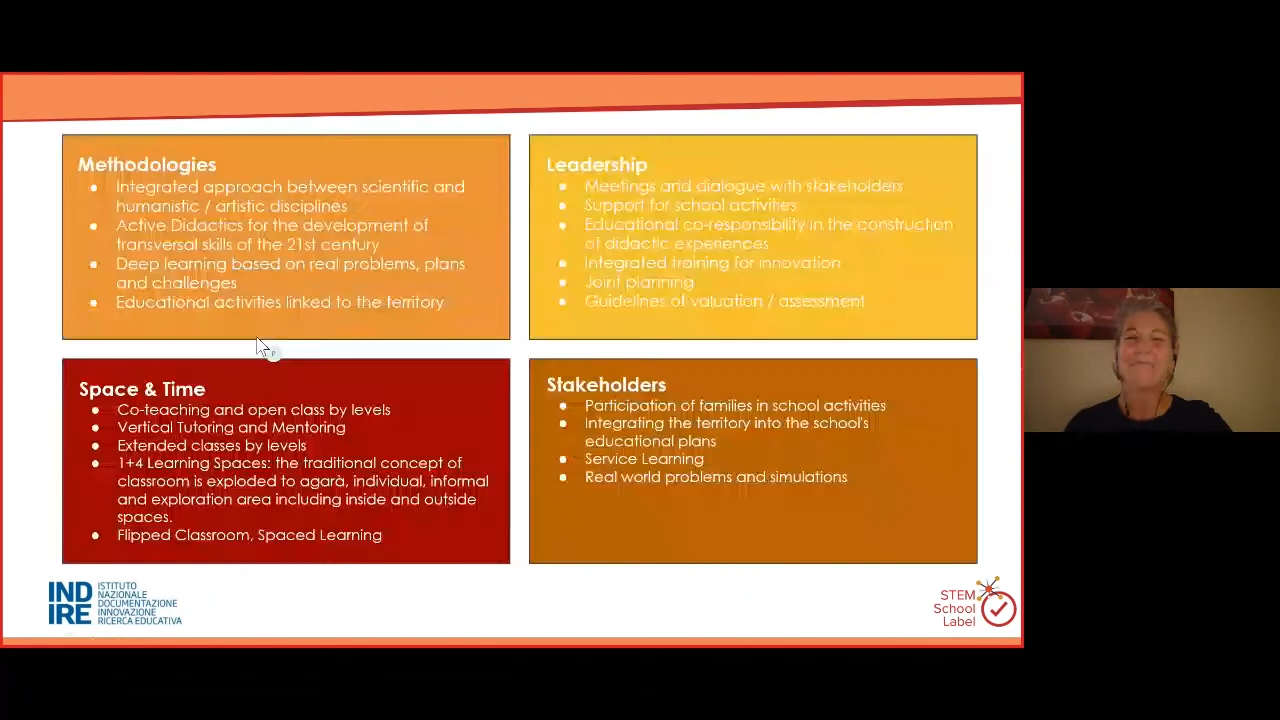 Methodologies
● Integrated approach between scientific and
humanistic / artistic disciplines
● Active Didactics for the development of
transversal skills of the 21st century
● Deep learning based on real problems, plans
and challenges
● Educational activities linked to the territory
Leadership
● Meetings and dialogue with stakeholders
● Support for school activities
● Educational co-responsibility in the construction
of didactic experiences
● Integrated training for innovation
● Joint planning
● Guidelines of valuation / assessment
Space & Time
● Co-teaching and open class by levels
● Vertical Tutoring and Mentoring
● Extended classes by levels
● 1+4 Learning Spaces: the traditional concept of
classroom is exploded to agarà, individual, informal
and exploration area including inside and outside
spaces.
● Flipped Classroom, Spaced Learning
Stakeholders
● Participation of families in school activities
● Integrating the territory into the school's
educational plans
● Service Learning
● Real world problems and simulations
IND
IRE
ISTITUTO
NAZIONALE
DOCUMENTAZIONE
INNOVAZIONE
RICERCA EDUCATIVA
STEM
School
Label